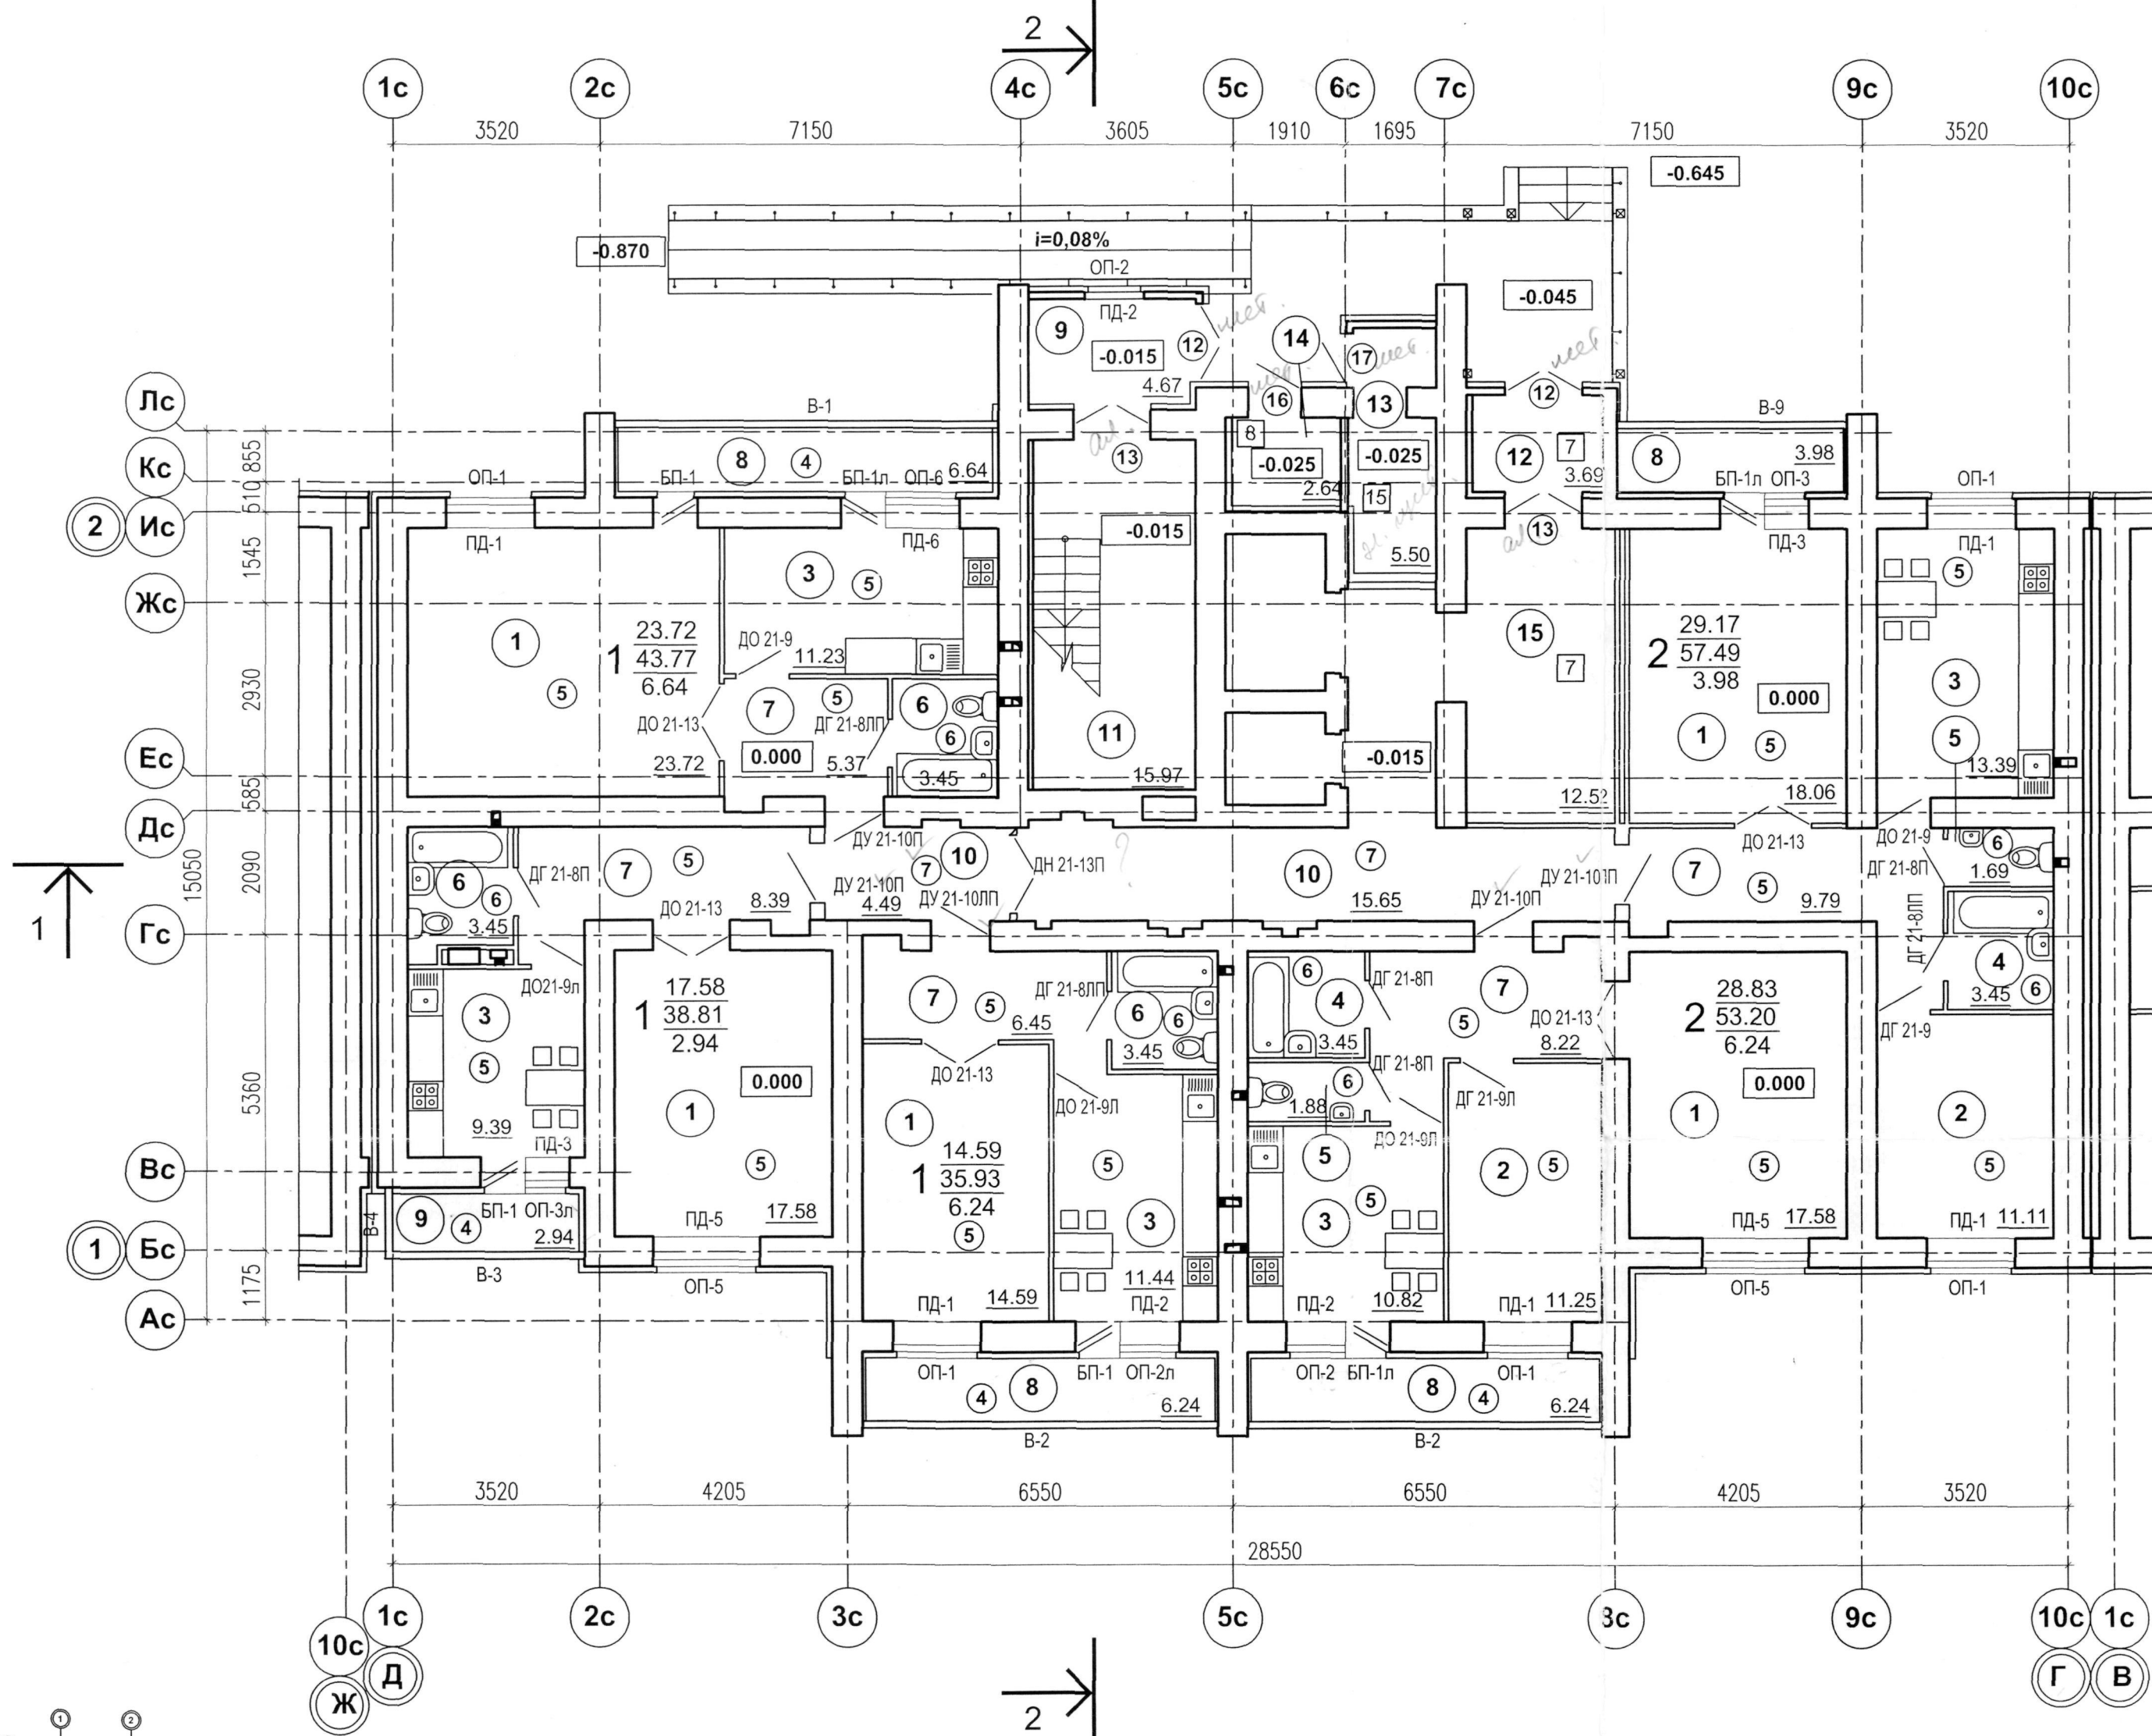 2
1с 2с 4с 5с 6с 7с 9с 10с
3520 7150 3605 1910 1695 7150 3520
-0.645
-0.870
i=0,08%
ОП-2
-0.045
ПД-2
9
-0.015
12
4.67
мет.
14
17
мет.
13
16
мет.
12
Лс
В-1
В-9
Кс
855
ОП-1
БП-1
8
4
БП-1л
ОП-6
6.64
ал.
13
8
-0.025
2.64
-0.025
15
5.50
12
7
3.69
8
3.98
БП-1л
ОП-3
ОП-1
2
Ис
510
ПД-1
ПД-6
-0.015
ал
13
ПД-3
ПД-1
1545
3
5
5
Жс
1
1
23.72
43.77
6.64
ДО 21-9
11.23
15
7
2
29.17
57.49
3.98
0.000
3
2930
5
7
5
6
ДО 21-13
ДГ 21-8ЛП
6
11
1
5
5
Ес
23.72
0.000
5.37
3.45
15.97
-0.015
13.39
585
12.52
18.06
Дс
ДУ 21-10П
10
7
ДН 21-13П
?
7
ДО 21-13
ДО 21-9
6
15050
2090
6
6
ДГ 21-8П
7
5
ДУ 21-10П
10
ДУ 21-10П
7
5
ДГ 21-8П
1.69
1
ДО 21-13
8.39
4.49
ДУ 21-10ЛП
15.65
ДУ 21-10П
9.79
ДГ 21-8ЛП
Гс
3.45
4
6
3.45
ДО21-9л
3
5
1
17.58
38.81
2.94
7
5
6.45
ДГ 21-8ЛП
6
6
3.45
6
4
3.45
ДГ 21-8П
7
5
ДО 21-13
8.22
2
28.83
53.20
6.24
ДГ 21-9
5360
0.000
ДО 21-13
ДО 21-9Л
6
1.88
ДГ 21-8П
ДГ 21-9Л
0.000
9.39
ПД-3
1
1
ДО 21-9Л
1
2
Вс
5
1
14.59
35.93
6.24
5
5
5
2
5
5
5
В-4
9
4
БП-1
ОП-3л
2.94
ПД-5
17.58
5
3
3
5
ПД-5
17.58
ПД-1
11.11
1
Бс
В-3
ОП-5
11.44
ОП-5
ОП-1
1175
Ас
ПД-1
14.59
ПД-2
ПД-2
10.82
ПД-1
11.25
ОП-1
БП-1
ОП-2л
ОП-2
БП-1л
ОП-1
4
8
6.24
8
4
6.24
В-2
В-2
3520 4205 6550 6550 4205 3520
28550
1с 2с 3с 5с 8с 9с 10с 1с
10с
Д Г В
Ж
2
1 2